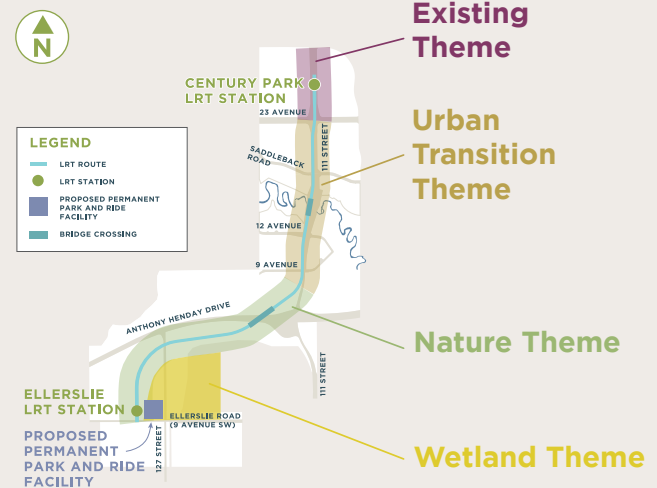 N
Existing
Theme
CENTURY PARK
LRT STATION
23 AVENUE
111 STREET
Urban
Transition
Theme
LEGEND
LRT ROUTE
LRT STATION
PROPOSED PERMANENT
PARK AND RIDE
FACILITY
BRIDGE CROSSING
SADDLEBACK
ROAD
12 AVENUE
9 AVENUE
ANTHONY HENDAY DRIVE
Nature Theme
111 STREET
ELLERSLIE
LRT STATION
ELLERSLIE ROAD
(9 AVENUE SW)
127 STREET
PROPOSED
PERMANENT
PARK AND RIDE
FACILITY
Wetland Theme